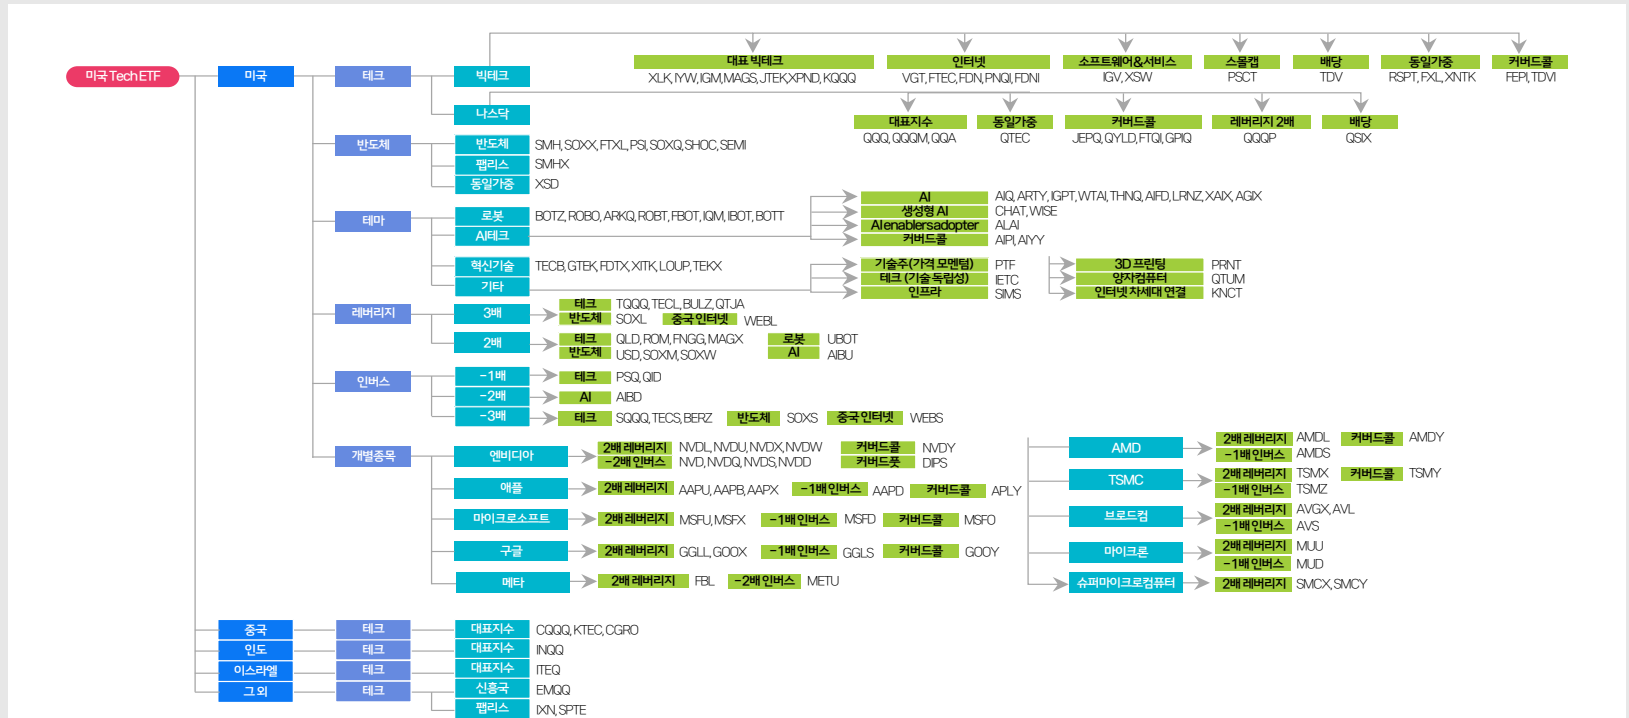 미국 Tech ETF
미국
테크
빅테크
대표 빅테크
XLK, IYW, IGM, MAGS, JTEK,XPND, KQQQ
인터넷
VGT, FTEC, FDN, PNQI, FDNI
소프트웨어&서비스
IGV, XSW
스몰캡
PSCT
배당
TDV
동일가중
RSPT, FXL, XNTK
커버드콜
FEPI, TDVI
나스닥
대표지수
QQQ, QQQM, QQA
동일가중
QTEC
커버드콜
JEPQ, QYLD, FTQI, GPIQ
레버리지 2배
QQQP
배당
QSIX
반도체
반도체
SMH, SOXX, FTXL, PSI, SOXQ, SHOC, SEMI
팹리스
SMHX
동일가중
XSD
테마
로봇
BOTZ, ROBO, ARKQ, ROBT, FBOT, IQM, IBOT, BOTT
AI테크
AI
AIQ, ARTY, IGPT, WTAI, THNQ, AIFD, LRNZ, XAIX, AGIX
생성형 AI
CHAT, WISE
AI enablersadopter
ALAI
커버드콜
AIPI, AIYY
혁신기술
TECB, GTEK, FDTX, XITK, LOUP, TEKX
기타
기술주(가격 모멘텀)
PTF
테크 (기술 독립성)
IETC
인프라
SIMS
3D 프린팅
PRNT
양자컴퓨터
QTUM
인터넷 차세대 연결
KNCT
레버리지
3배
테크
TQQQ, TECL, BULZ, QTJA
반도체
SOXL
중국 인터넷
WEBL
2배
테크
QLD, ROM, FNGG, MAGX
로봇
UBOT
반도체
USD, SOXM, SOXW
AI
AIBU
인버스
-1배
테크
PSQ, QID
-2배
AI
AIBD
-3배
테크
SQQQ, TECS, BERZ
반도체
SOXS
중국 인터넷
WEBS
개별종목
엔비디아
2배 레버리지
NVDL, NVDU, NVDX, NVDW
커버드콜
NVDY
-2배 인버스
NVD, NVDQ, NVDS, NVDD
커버드풋
DIPS
애플
2배 레버리지
AAPU, AAPB, AAPX
-1배 인버스
AAPD
커버드콜
APLY
마이크로소프트
2배 레버리지
MSFU, MSFX
-1배 인버스
MSFD
커버드콜
MSFO
구글
2배 레버리지
GGLL, GOOX
-1배 인버스
GGLS
커버드콜
GOOY
메타
2배 레버리지
FBL
-2배 인버스
METU
AMD
2배 레버리지
AMDL
커버드콜
AMDY
-1배 인버스
AMDS
TSMC
2배 레버리지
TSMX
커버드콜
TSMY
-1배 인버스
TSMZ
브로드컴
2배 레버리지
AVGX, AVL
-1배 인버스
AVS
마이크론
2배 레버리지
MUU
-1배 인버스
MUD
슈퍼마이크로컴퓨터
2배 레버리지
SMCX, SMCY
중국
테크
대표지수
CQQQ, KTEC, CGRO
인도
테크
대표지수
INQQ
이스라엘
테크
대표지수
ITEQ
그 외
테크
신흥국
EMQQ
팹리스
IXN, SPTE